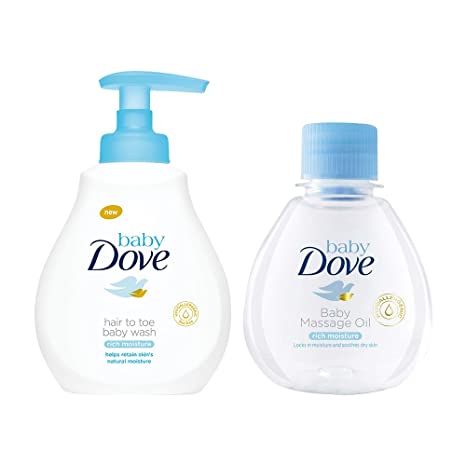 new
baby
Dove
hair to toe
baby wash
rich moisture
helps retain skin's
natural moisture
baby
Dove
Baby
Massage Oil
rich moisture
Locks in moisture and soothes dry skin